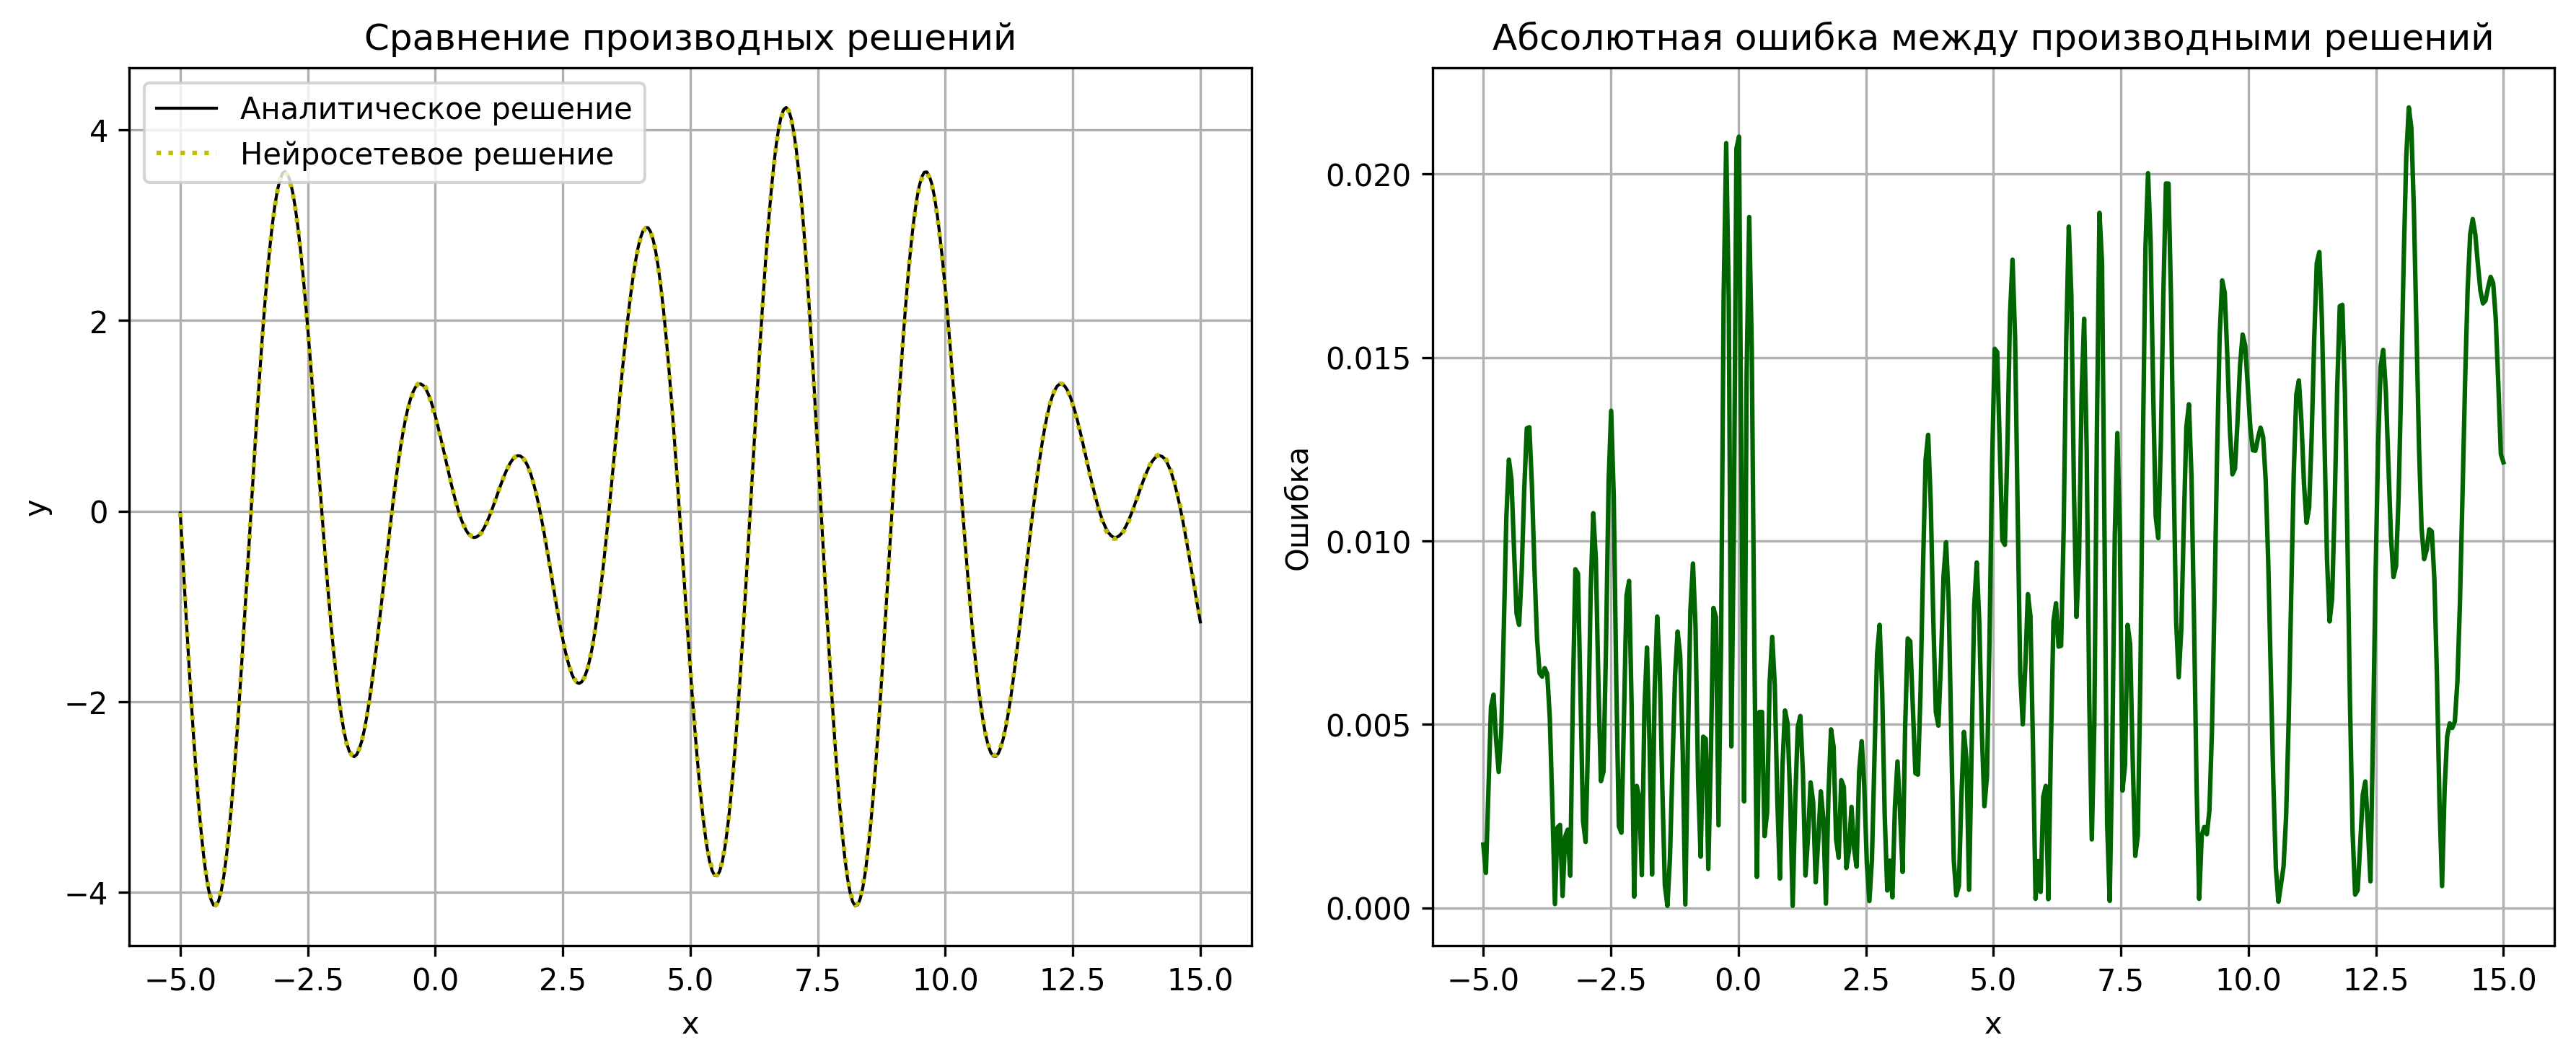 Сравнение производных решений
Аналитическое решение
Нейросетевое решение
4
2
0
−2
−4
y
−5.0 −2.5 0.0 2.5 5.0 7.5 10.0 12.5 15.0
x
Абсолютная ошибка между производными решений
0.020
0.015
0.010
0.005
0.000
Ошибка
−5.0 −2.5 0.0 2.5 5.0 7.5 10.0 12.5 15.0
x